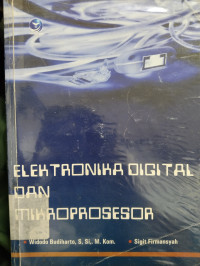 ELEKTRONIKA DIGITAL
DAN
MIKROPROSESOR
• Widodo Budiharto, S. Si., M. Kom. • Sigit Firmansyah